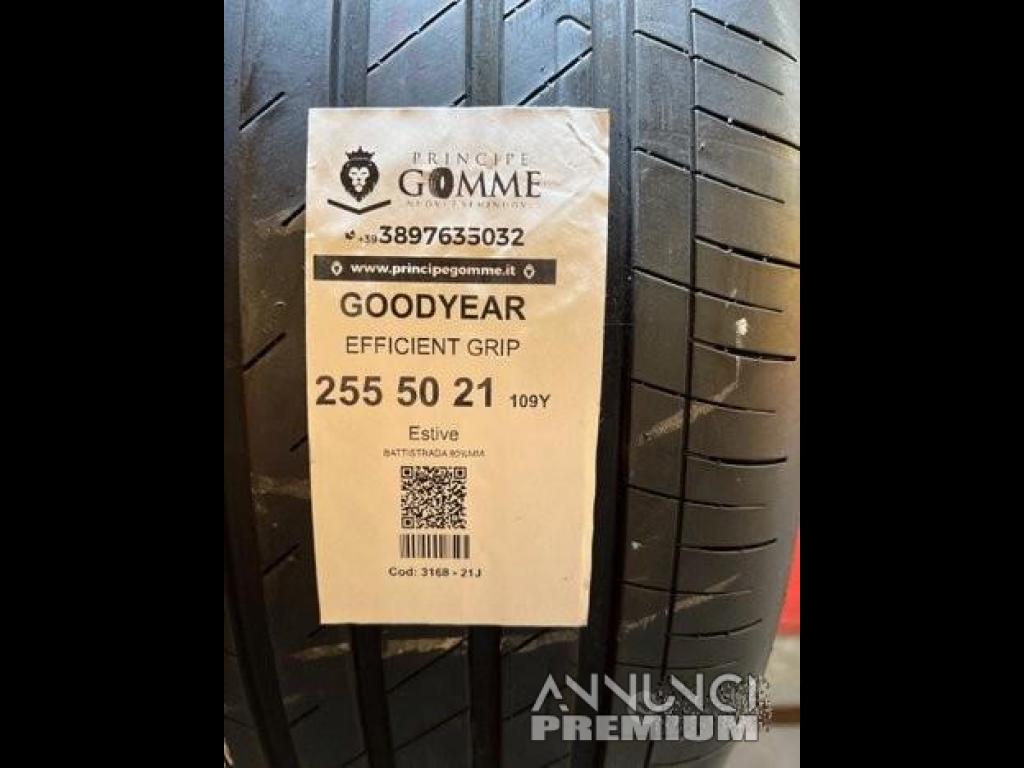 PRINCIPE
GOMME
+39 3897635032
www.principegomme.it
GOODYEAR
EFFICIENT GRIP
255 50 21 109Y
Estive
BATTISTRADA
Cod: 3168 - 21J
ANNUNCI
PREMIUM